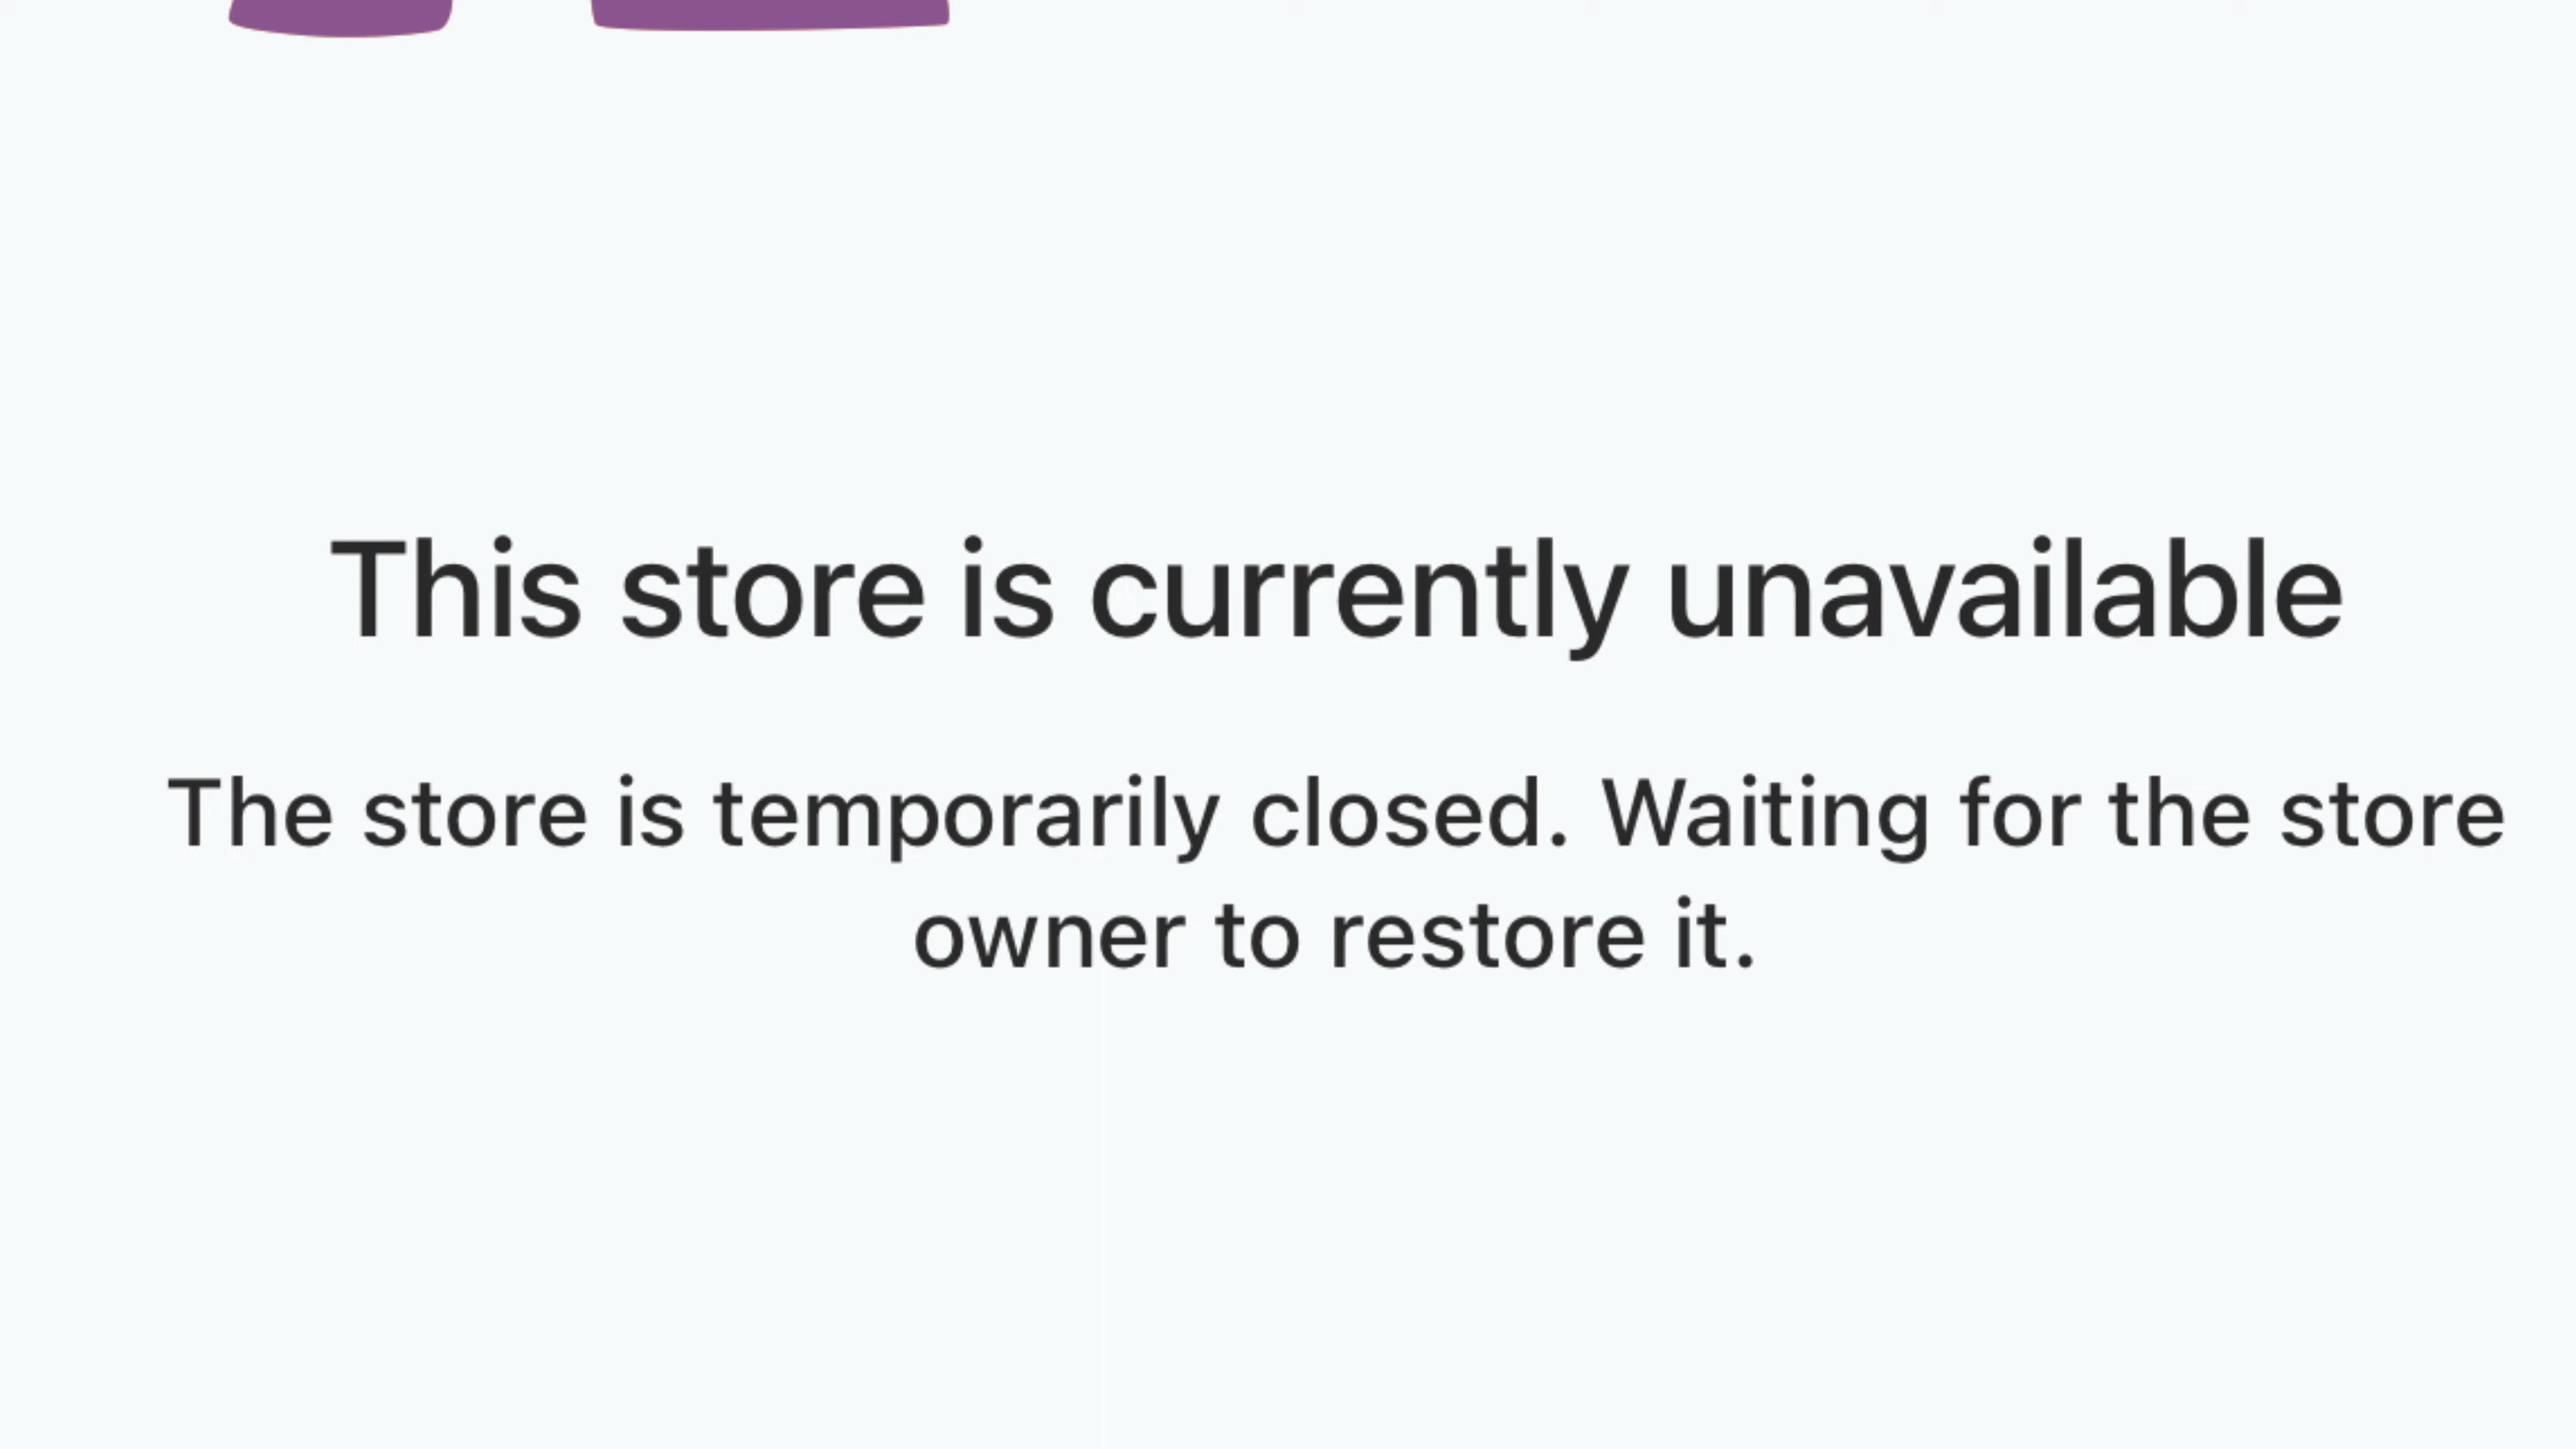 This store is currently unavailable
The store is temporarily closed. Waiting for the store
owner to restore it.